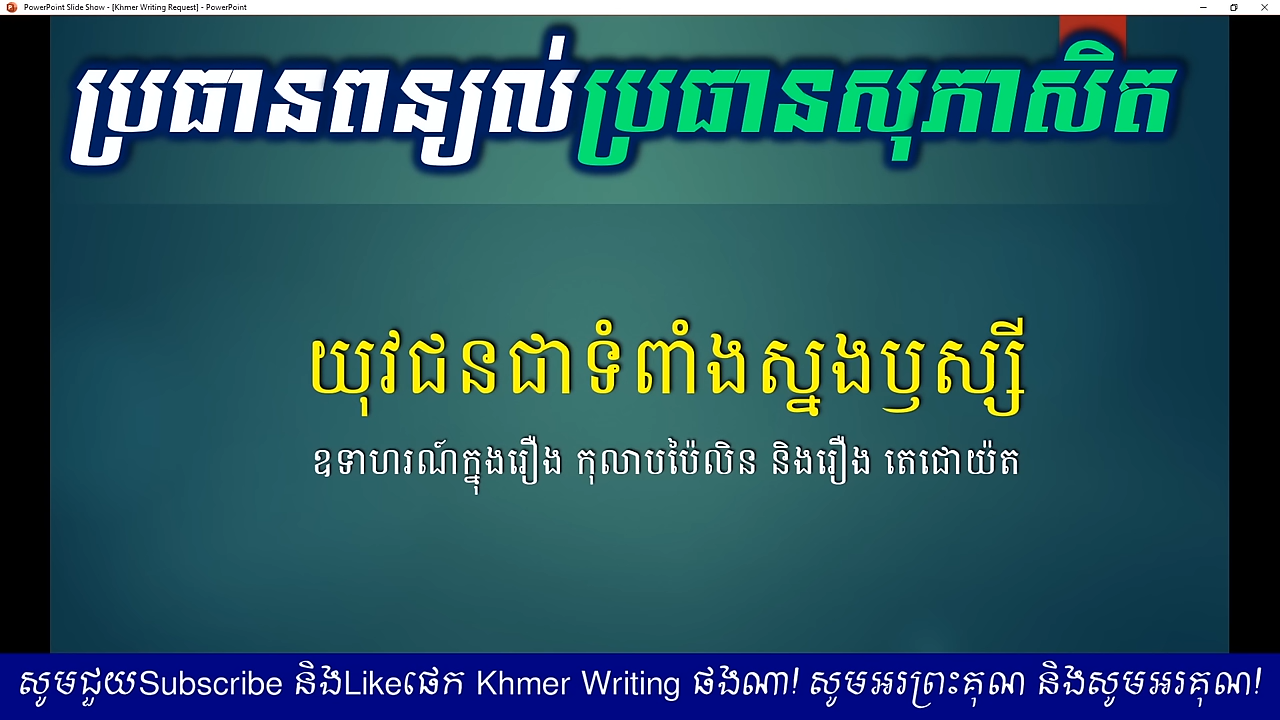 PowerPoint Slide Show - [Khmer Writing Request] - PowerPoint
ប្រធានពន្យល់ប្រធានសុភាសិត
យុវជនជាទំពាំងស្នងឫស្សី
ឧទាហរណ៍ក្នុងរឿង កុលាបប៉ៃលិន និងរឿង តេជោយ៉ត
សូមជួយSubscribe និងLikeផេក Khmer Writing ផងណា! សូមអរព្រះគុណ និងសូមអរគុណ!